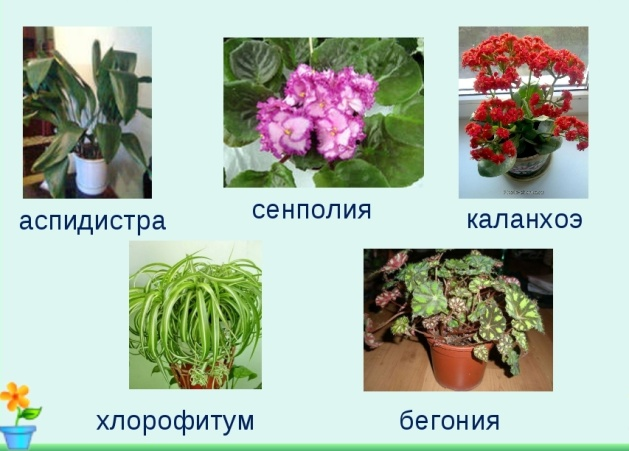 аспидистра
сенполия
каланхоэ
хлорофитум
бегония